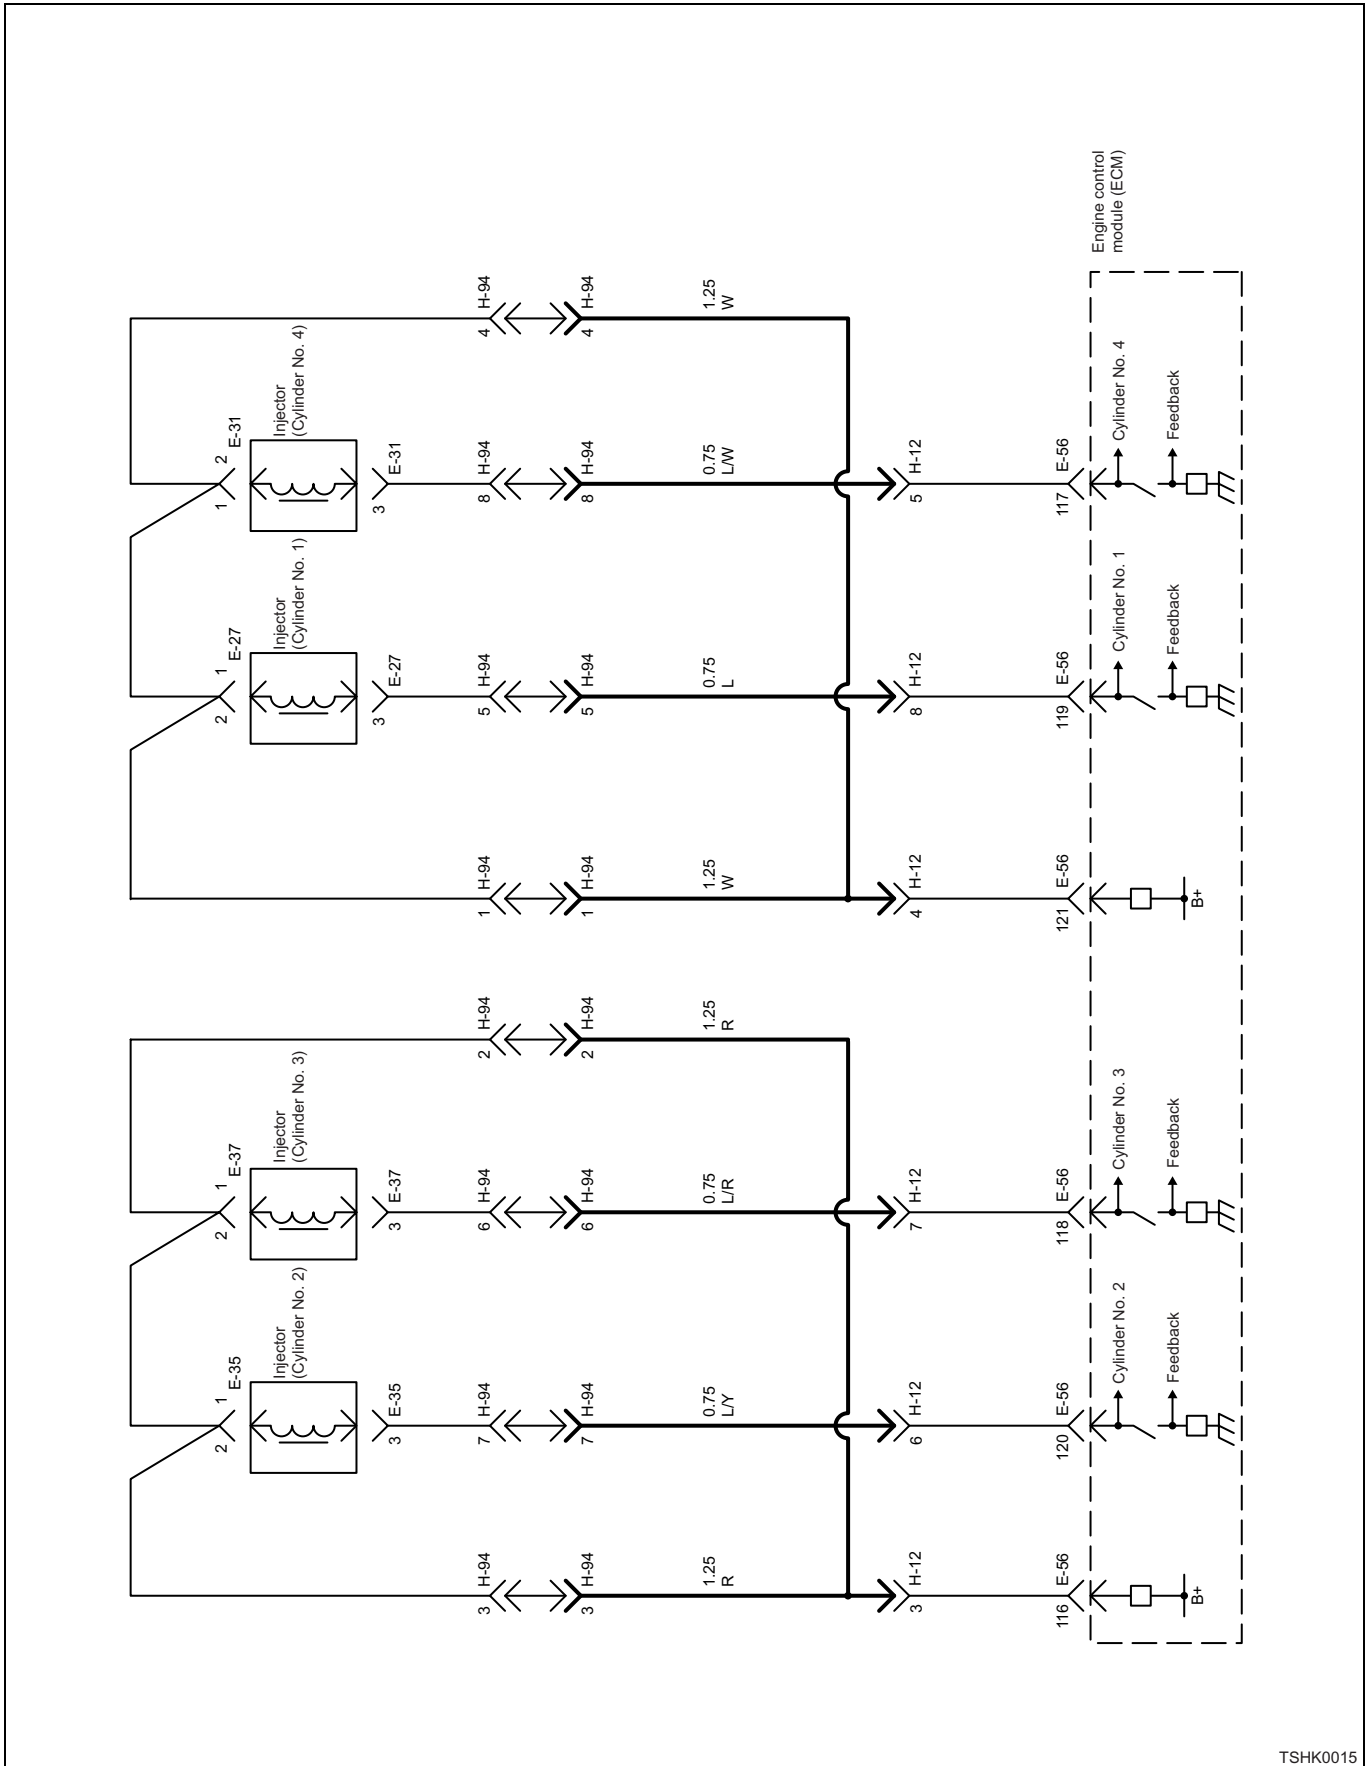 2 1 E-35
2 1 E-37
2 1 E-27
1 2 E-31
Injector
(Cylinder No. 2)
Injector
(Cylinder No. 3)
Injector
(Cylinder No. 1)
Injector
(Cylinder No. 4)
3 E-35
3 E-37
3 E-27
3 E-31
3 H-94
7 H-94
6 H-94
2 H-94
1 H-94
5 H-94
8 H-94
4 H-94
3 H-94
7 H-94
6 H-94
2 H-94
1 H-94
5 H-94
8 H-94
4 H-94
1.25
R
0.75
L/Y
0.75
L/R
1.25
R
1.25
W
0.75
L
0.75
L/W
1.25
W
3 H-12
6 H-12
7 H-12
4 H-12
8 H-12
5 H-12
116 E-56
120 E-56
118 E-56
121 E-56
119 E-56
117 E-56
Engine control
module (ECM)
Cylinder No. 2
Cylinder No. 3
Cylinder No. 1
Cylinder No. 4
Feedback
Feedback
Feedback
Feedback
B+
B+
TSHK0015